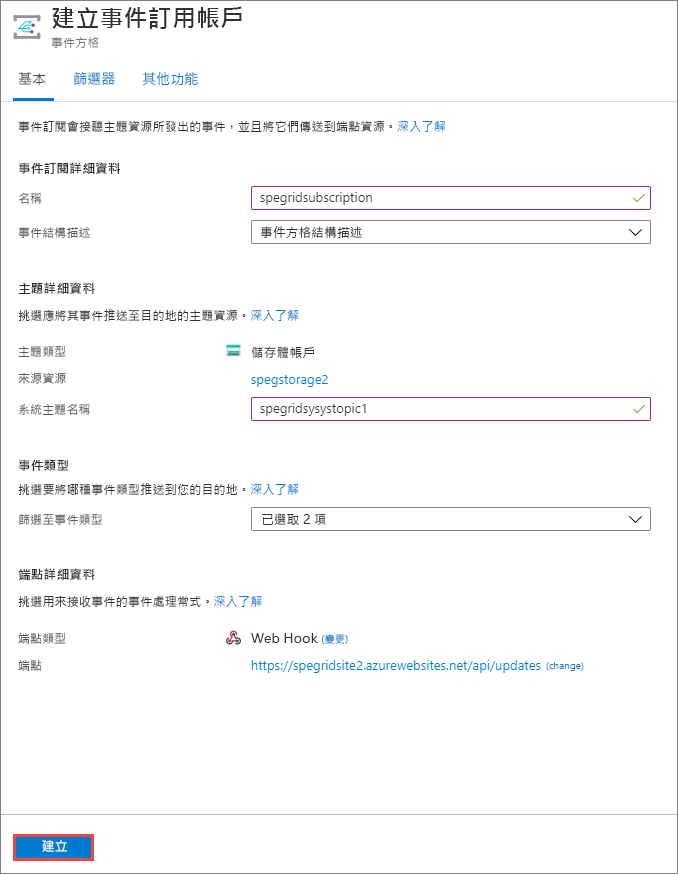 建立事件訂用帳戶
事件方格
基本 篩選器 其他功能
事件訂閱會接聽主題資源所發出的事件，並且將它們傳送到端點資源。深入了解
事件訂閱詳細資料
名稱 spegridsubscription
事件結構描述 事件方格結構描述
主題詳細資料
挑選應將其事件推送至目的地的主題資源。深入了解
主題類型 儲存體帳戶
來源資源 spegstorage2
系統主題名稱 spegridsysystopic1
事件類型
挑選要將哪種事件類型推送到您的目的地。深入了解
篩選至事件類型 已選取 2 項
端點詳細資料
挑選用來接收事件的事件處理常式。深入了解
端點類型 Web Hook (變更)
端點 https://spegridsite2.azurewebsites.net/api/updates (change)
建立